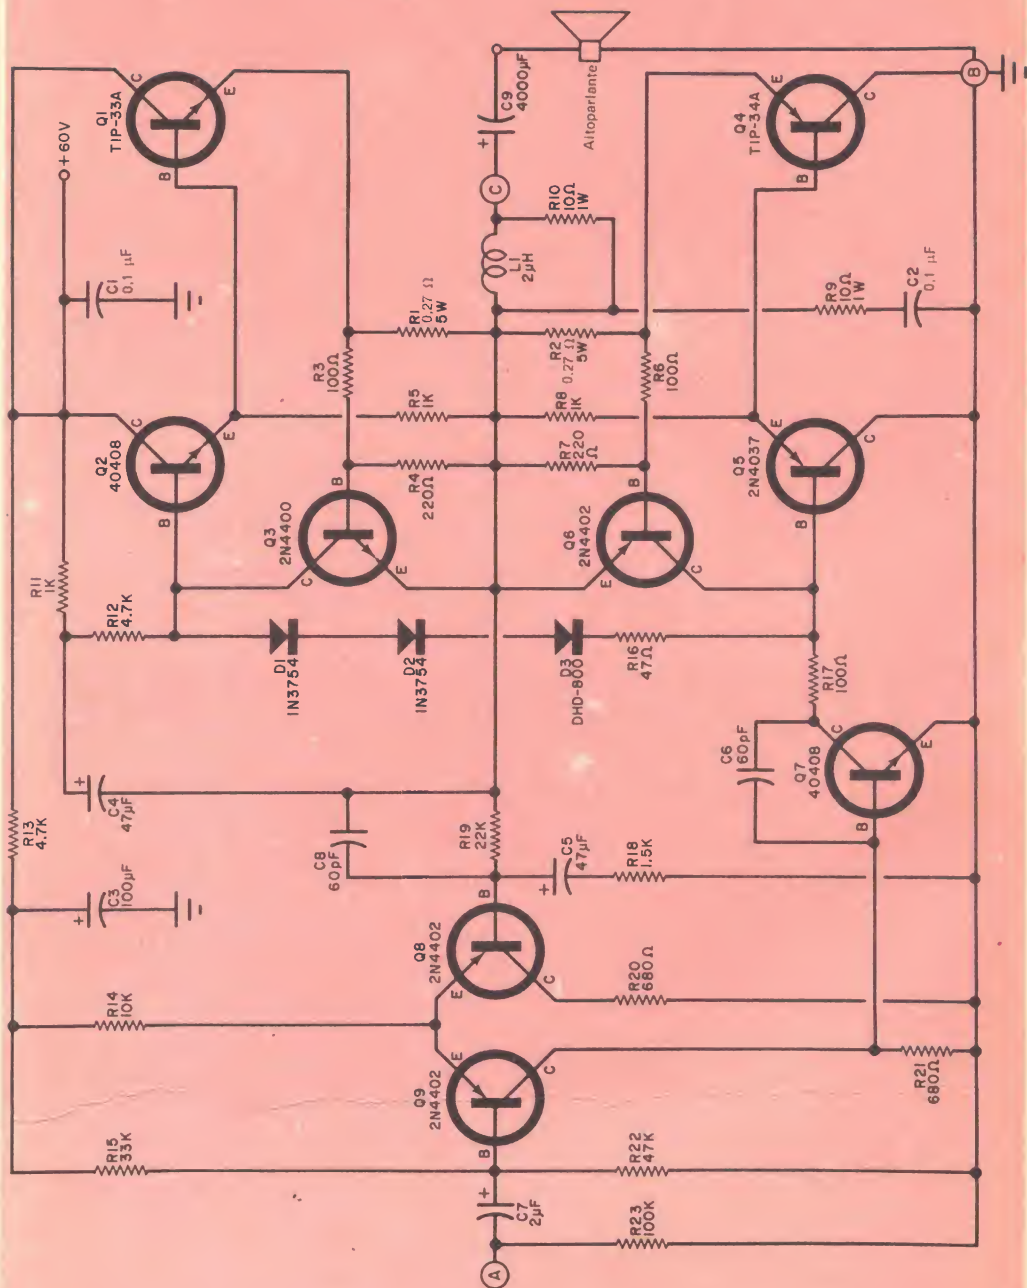 +60V
Q1
TIP-33A
B
C
E
C1
0.1 µF
Q2
40408
B
C
E
R11
1K
R12
4.7K
R13
4.7K
C3
100µF
+
C4
47µF
+
R14
10K
R15
33K
R3
100Ω
R1
0.27 Ω
5W
R5
1K
R4
220Ω
Q3
2N4400
B
C
E
D1
1N3754
D2
1N3754
C9
4000µF
+
C
L1
2µH
R10
10Ω
1W
Altoparlante
R2
0.27 Ω
5W
R8
1K
R7
220
Ω
R6
100Ω
Q6
2N4402
B
E
C
D3
DHD-800
R16
47Ω
C8
60pF
R19
22K
C5
47µF
+
R18
1.5K
Q8
2N4402
B
E
C
R20
680Ω
Q9
2N4402
B
E
C
C7
2µF
+
A
R23
100K
R22
47K
R21
680Ω
C6
60pF
Q7
40408
B
C
E
R17
100Ω
Q5
2N4037
B
E
C
R9
10Ω
1W
C2
0.1 µF
Q4
TIP-34A
B
E
C
B